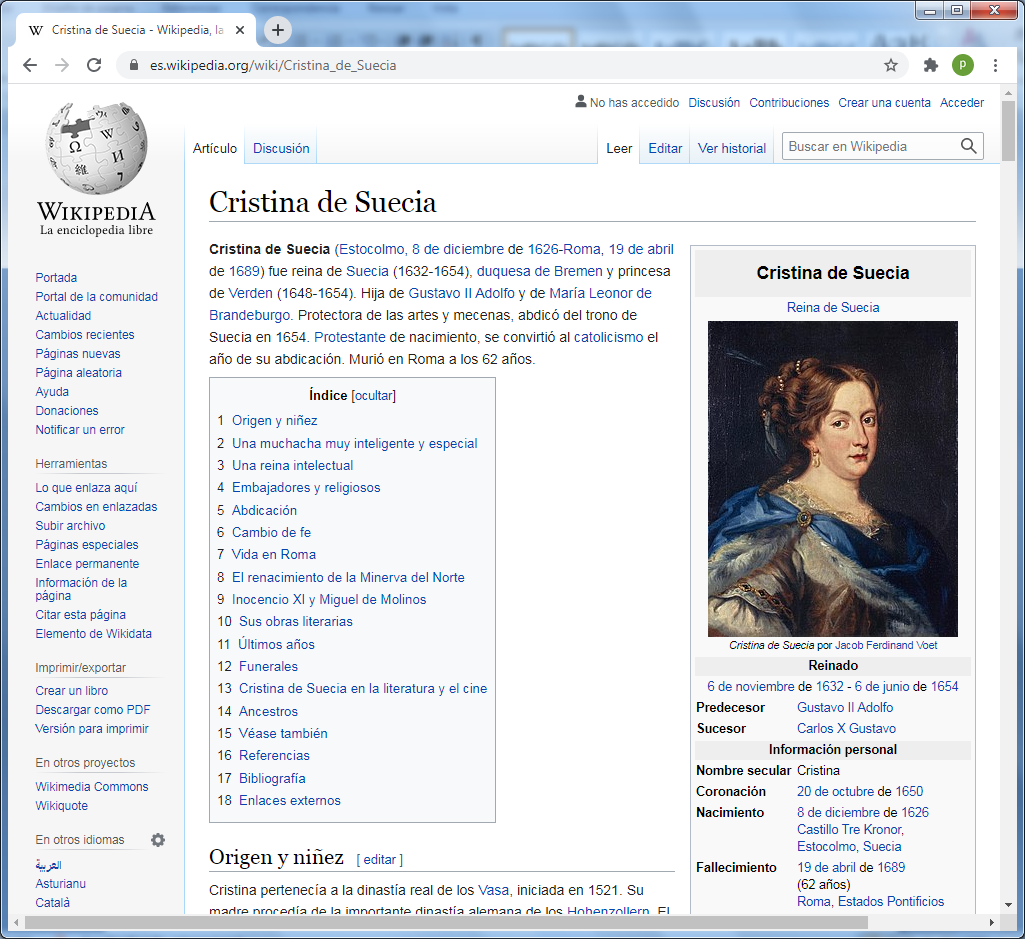 Cristina de Suecia - Wikipedia, la
es.wikipedia.org/wiki/Cristina_de_Suecia
P
No has accedido Discusión Contribuciones Crear una cuenta Acceder
Artículo Discusión Leer Editar Ver historial Buscar en Wikipedia
WIKIPEDIA
La enciclopedia libre
Portada
Portal de la comunidad
Actualidad
Cambios recientes
Páginas nuevas
Página aleatoria
Ayuda
Donaciones
Notificar un error
Herramientas
Lo que enlaza aquí
Cambios en enlazadas
Subir archivo
Páginas especiales
Enlace permanente
Información de la
página
Citar esta página
Elemento de Wikidata
Imprimir/exportar
Crear un libro
Descargar como PDF
Versión para imprimir
En otros proyectos
Wikimedia Commons
Wikiquote
En otros idiomas
العربية
Asturianu
Català
Cristina de Suecia
Cristina de Suecia (Estocolmo, 8 de diciembre de 1626-Roma, 19 de abril
de 1689) fue reina de Suecia (1632-1654), duquesa de Bremen y princesa
de Verden (1648-1654). Hija de Gustavo II Adolfo y de María Leonor de
Brandeburgo. Protectora de las artes y mecenas, abdicó del trono de
Suecia en 1654. Protestante de nacimiento, se convirtió al catolicismo el
año de su abdicación. Murió en Roma a los 62 años.
Índice [ocultar]
1 Origen y niñez
2 Una muchacha muy inteligente y especial
3 Una reina intelectual
4 Embajadores y religiosos
5 Abdicación
6 Cambio de fe
7 Vida en Roma
8 El renacimiento de la Minerva del Norte
9 Inocencio XI y Miguel de Molinos
10 Sus obras literarias
11 Últimos años
12 Funerales
13 Cristina de Suecia en la literatura y el cine
14 Ancestros
15 Véase también
16 Referencias
17 Bibliografía
18 Enlaces externos
Origen y niñez [ editar ]
Cristina pertenecía a la dinastía real de los Vasa, iniciada en 1521. Su
madre procedía de la importante dinastía alemana de los Hohenzollern. El
Cristina de Suecia
Reina de Suecia
Cristina de Suecia por Jacob Ferdinand Voet
Reinado
6 de noviembre de 1632 - 6 de junio de 1654
Predecesor Gustavo II Adolfo
Sucesor Carlos X Gustavo
Información personal
Nombre secular Cristina
Coronación 20 de octubre de 1650
Nacimiento 8 de diciembre de 1626
Castillo Tre Kronor,
Estocolmo, Suecia
Fallecimiento 19 de abril de 1689
(62 años)
Roma, Estados Pontificios